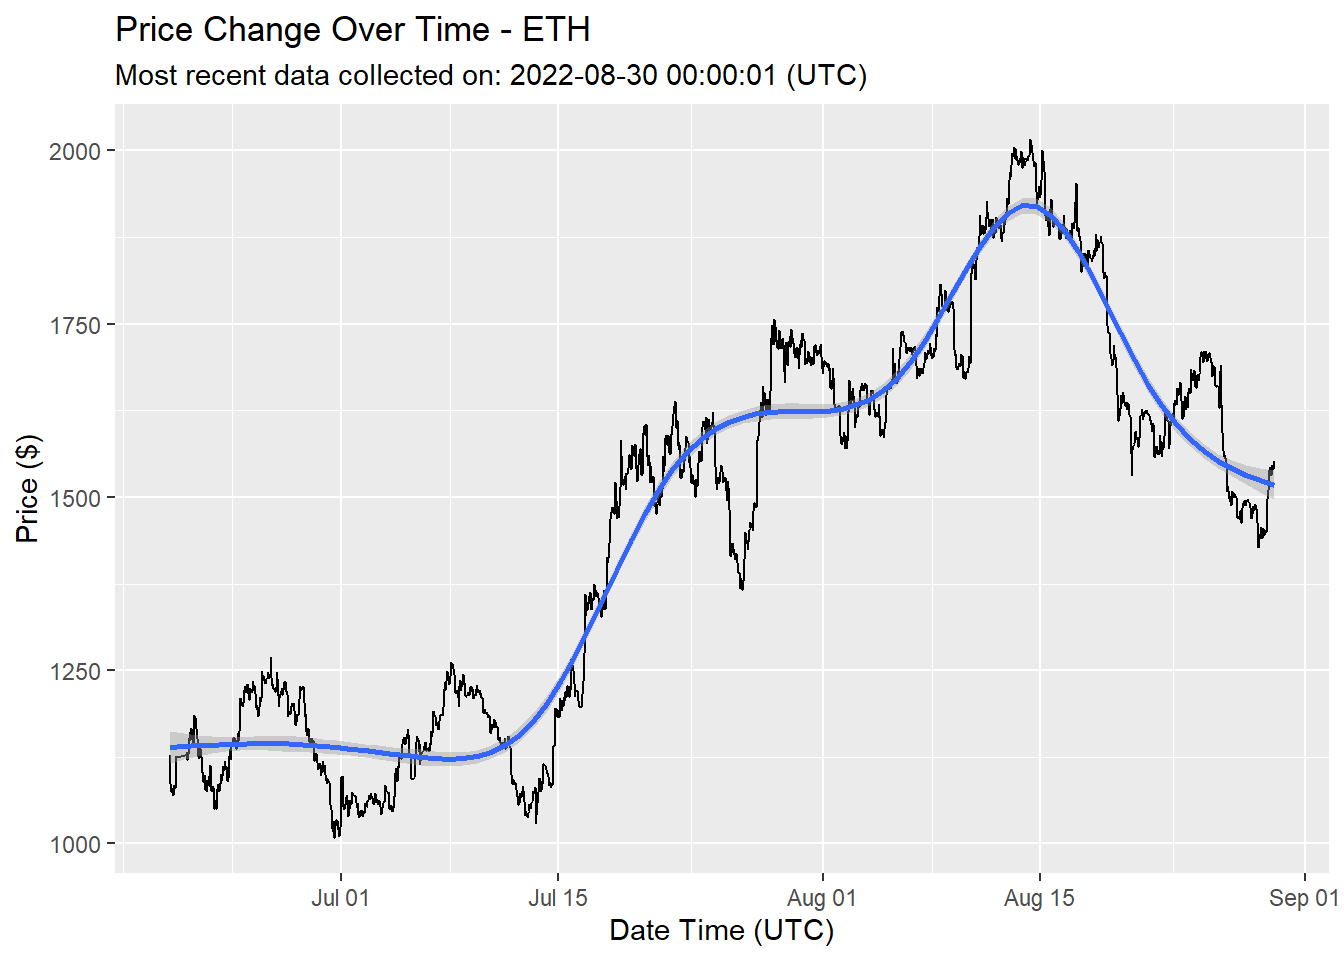 Price Change Over Time - ETH
Most recent data collected on: 2022-08-30 00:00:01 (UTC)
2000
1750
1500
1250
1000
Price ($)
Jul 01
Jul 15
Aug 01
Aug 15
Sep 01
Date Time (UTC)